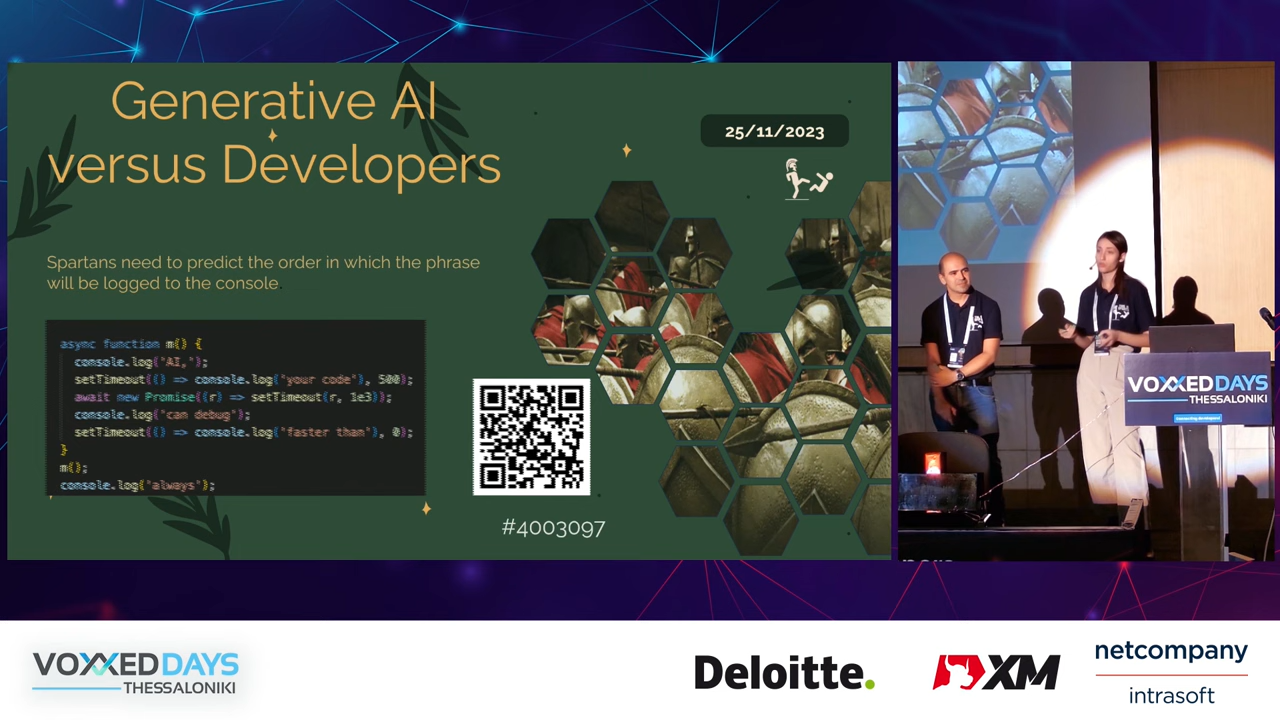 Generative AI
versus Developers
25/11/2023
Spartans need to predict the order in which the phrase
will be logged to the console.
async function m() {
console.log("AI,");
setTimeout(() => console.log("your code"), 500);
await new Promise((r) => setTimeout(r, 1e3));
console.log("can debug");
setTimeout(() => console.log("faster than"), 0);
}
m();
console.log("always");
#4003097
VOXXED DAYS
THESSALONIKI
VOXXED DAYS
THESSALONIKI
Deloitte.
XM
netcompany
intrasoft